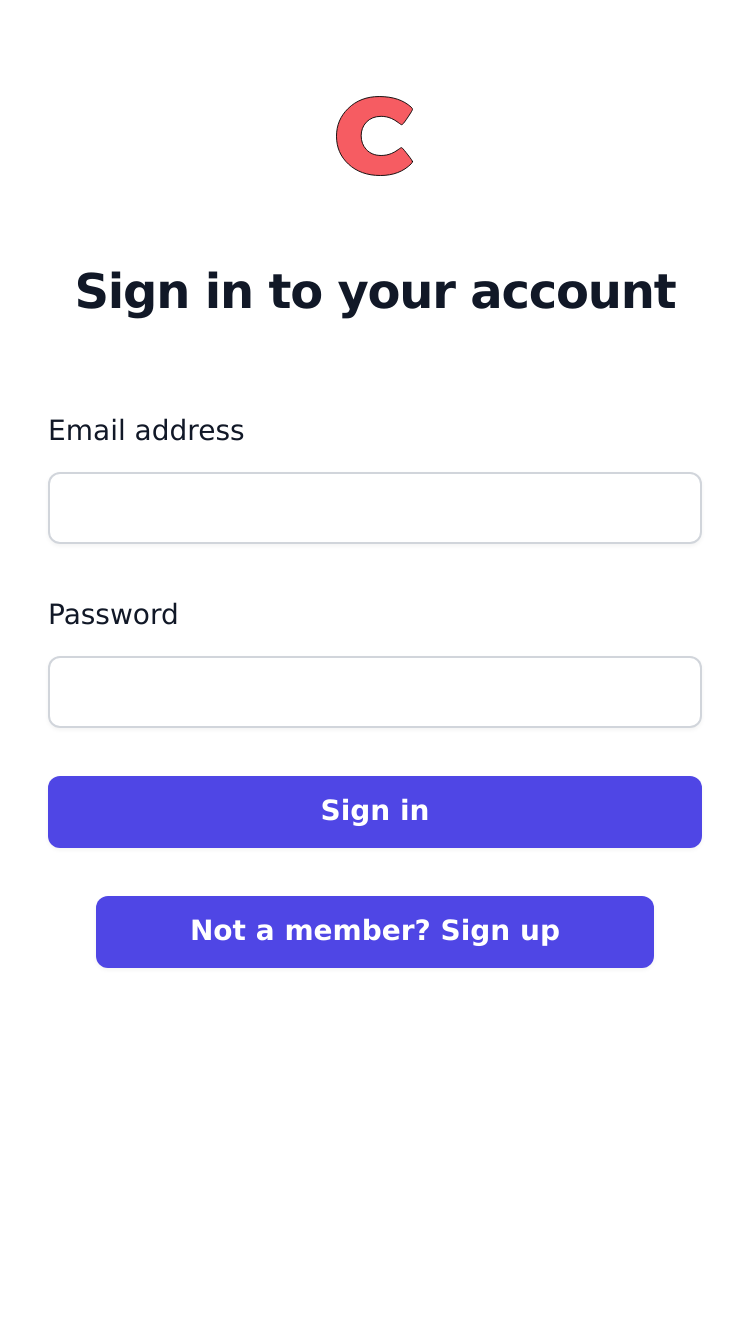 C
Sign in to your account
Email address
Password
Sign in
Not a member? Sign up